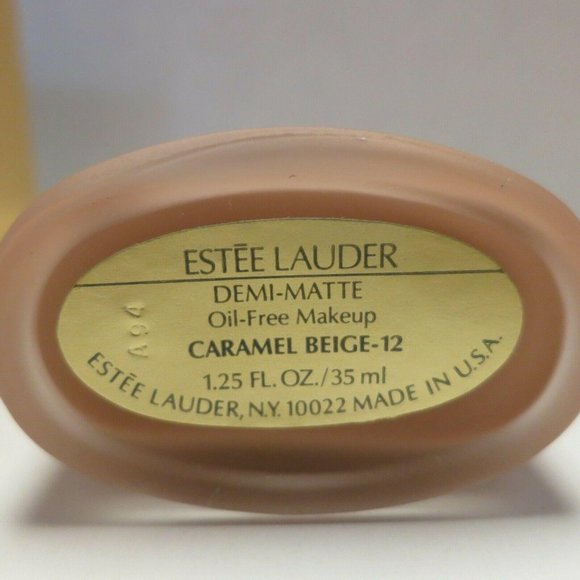 ESTĒE LAUDER
DEMI-MATTE
Oil-Free Makeup
CARAMEL BEIGE-12
1.25 FL. OZ./35 ml
ESTĒE LAUDER, N.Y. 10022 MADE IN U.S.A.
A94